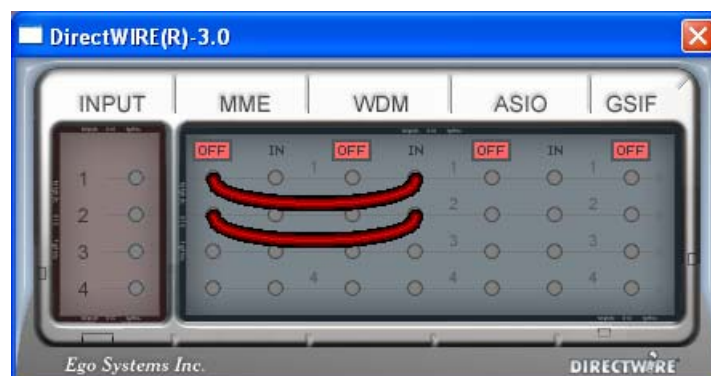 DirectWIRE(R)-3.0
INPUT MME WDM ASIO GSIF
OFF IN OFF IN OFF IN OFF
1 1 1 1
2 2 2
3 3 3
4 4 4 4
Ego Systems Inc. DIRECTWIRE